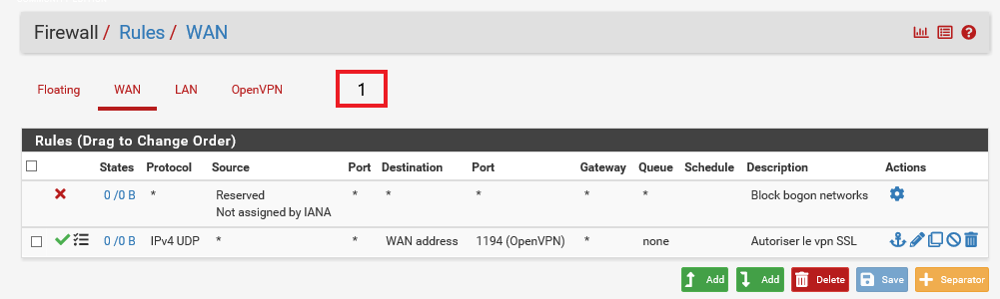 Firewall / Rules / WAN
Floating WAN LAN OpenVPN 1
Rules (Drag to Change Order)
States Protocol Source Port Destination Port Gateway Queue Schedule Description Actions
0 /0 B * Reserved * * * * * Block bogon networks
Not assigned by IANA
0 /0 B IPv4 UDP * * WAN address 1194 (OpenVPN) * none Autoriser le vpn SSL
Add Add Delete Save Separator